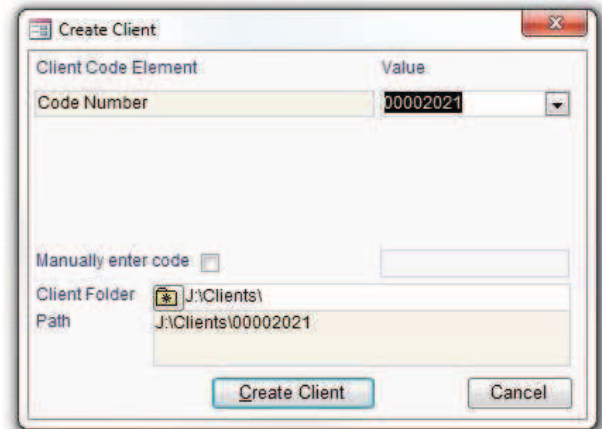 Create Client
Client Code Element Value
Code Number 00002021
Manually enter code
Client Folder J:\Clients\
Path J:\Clients\00002021
Create Client Cancel